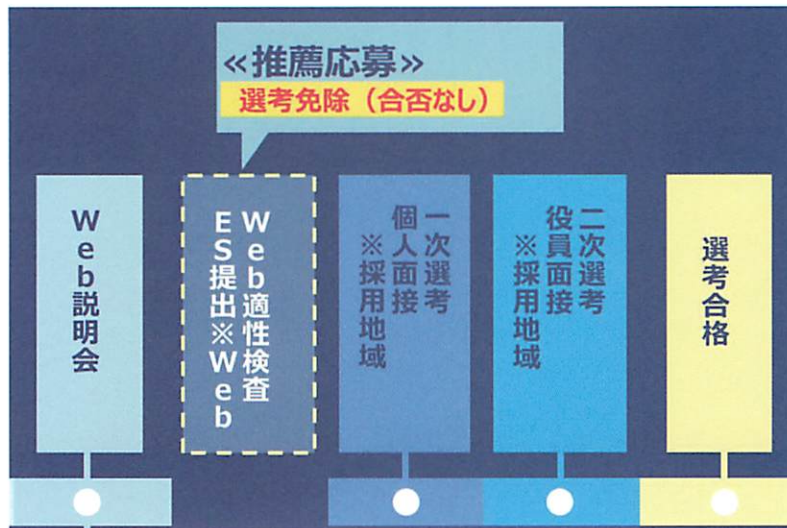 ≪推薦応募≫
選考免除（合否なし）
Web説明会
Web適性検査
ES提出※Web
一次選考
個人面接
※採用地域
二次選考
役員面接
※採用地域
選考合格